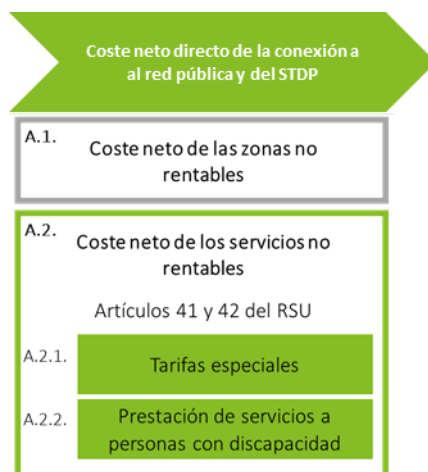 Coste neto directo de la conexión a
al red pública y del STDP
A.1.
Coste neto de las zonas no
rentables
A.2.
Coste neto de los servicios no
rentables
Artículos 41 y 42 del RSU
A.2.1.
Tarifas especiales
A.2.2.
Prestación de servicios a
personas con discapacidad